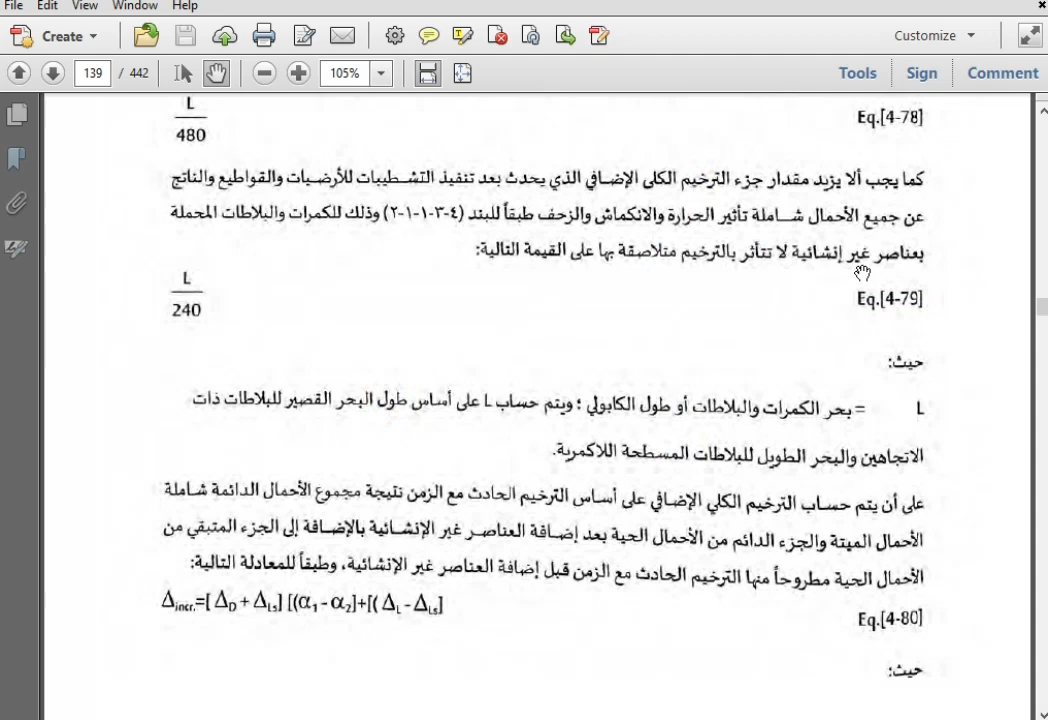 File Edit View Window Help
Create
Customize
139 / 442
105%
Tools Sign Comment
L
480
Eq.[4-78]
كما يجب ألا يزيد مقدار جزء الترخيم الكلى الإضافي الذي يحدث بعد تنفيذ التشطيبات للأرضيات والقواطيع والناتج
عن جميع الأحمال شاملة تأثير الحرارة والانكماش والزحف طبقاً للبند (٤-٣-١-١-٢) وذلك للكمرات والبلاطات المحملة
بعناصر غير إنشائية لا تتأثر بالترخيم متلاصقة بها على القيمة التالية:
L
240
Eq.[4-79]
حيث:
L = بحر الكمرات والبلاطات أو طول الكابولي ؛ ويتم حساب L على أساس طول البحر القصير للبلاطات ذات
الاتجاهين والبحر الطويل للبلاطات المسطحة اللاكمرية.
على أن يتم حساب الترخيم الكلي الإضافي على أساس الترخيم الحادث مع الزمن نتيجة مجموع الأحمال الدائمة شاملة
الأحمال الميتة والجزء الدائم من الأحمال الحية بعد إضافة العناصر غير الإنشائية بالإضافة إلى الجزء المتبقي من
الأحمال الحية مطروحاً منها الترخيم الحادث مع الزمن قبل إضافة العناصر غير الإنشائية، وطبقاً للمعادلة التالية:
Δincr.=[ ΔD + ΔLs] [(α1 - α2]+[( ΔL - ΔLs]
Eq.[4-80]
حيث: